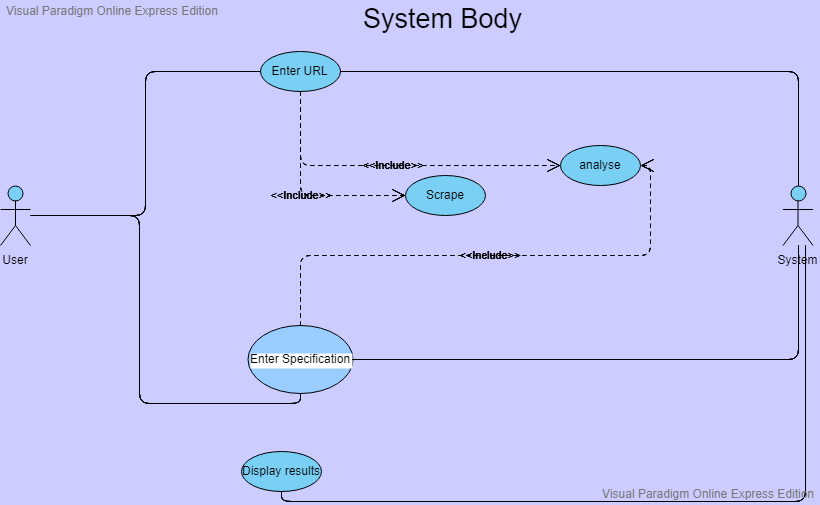 Visual Paradigm Online Express Edition
System Body
Enter URL
<<Include>>
analyse
<<Include>>
Scrape
User
System
<<Include>>
Enter Specification
Display results
Visual Paradigm Online Express Edition